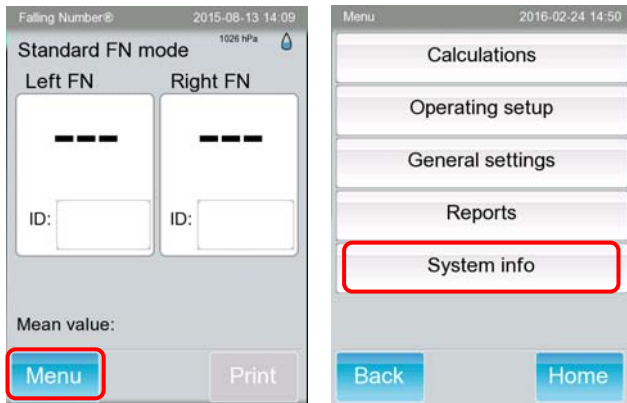 Falling Number® 2015-08-13 14:09
Standard FN mode 1026 hPa
Left FN Right FN
--- ---
ID: ID:
Mean value:
Menu Print
Menu 2016-02-24 14:50
Calculations
Operating setup
General settings
Reports
System info
Back Home